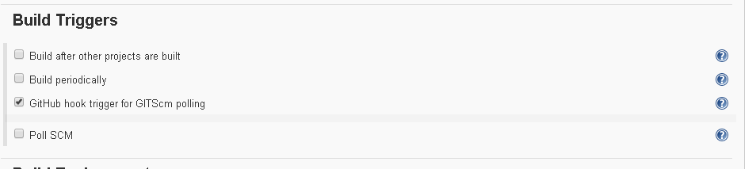 Build Triggers
Build after other projects are built
Build periodically
GitHub hook trigger for GITScm polling
Poll SCM